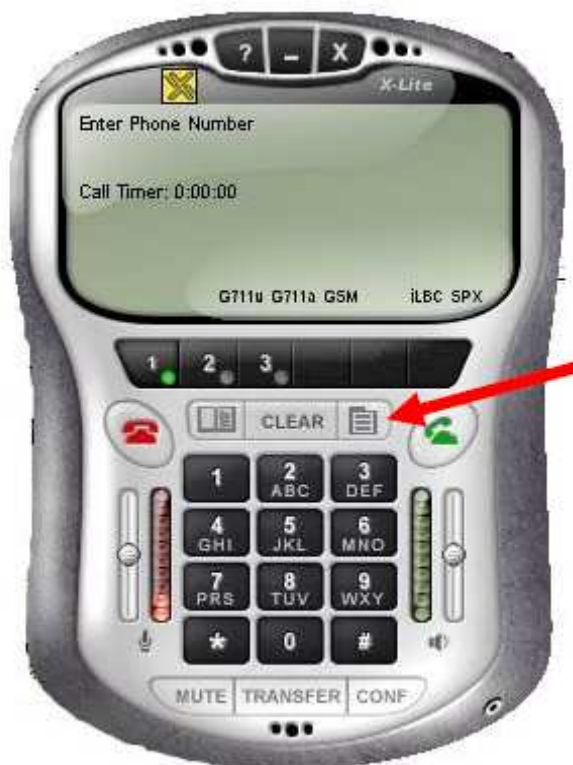 ? – X
X-Lite
Enter Phone Number
Call Timer: 0:00:00
G711u G711a GSM iLBC SPX
1 2 3
CLEAR
1 2 3
ABC DEF
4 5 6
GHI JKL MNO
7 8 9
PRS TUV WXY
* 0 #
MUTE TRANSFER CONF